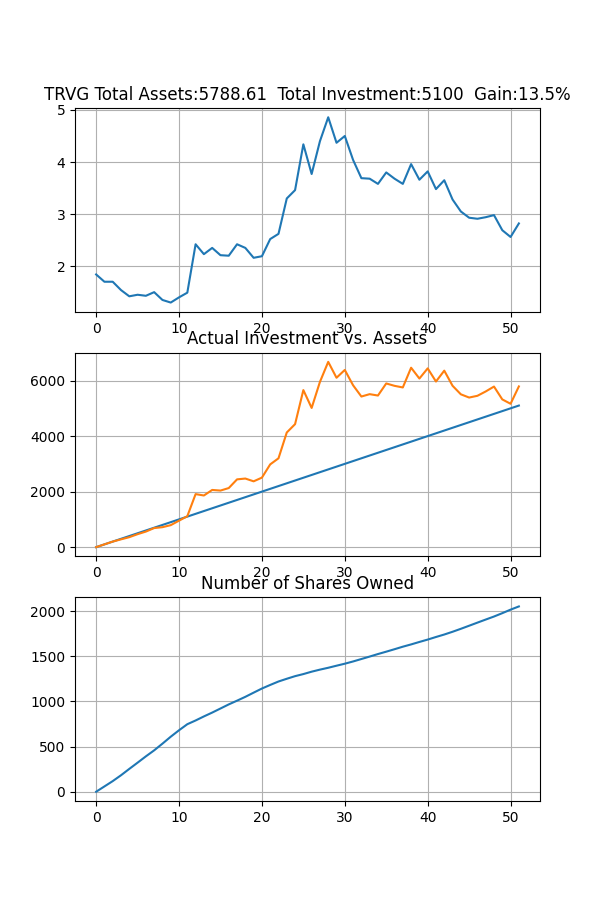 TRVG Total Assets:5788.61  Total Investment:5100  Gain:13.5%
5
4
3
2
0 10 20 30 40 50
Actual Investment vs. Assets
6000
4000
2000
0
0 10 20 30 40 50
Number of Shares Owned
2000
1500
1000
500
0
0 10 20 30 40 50